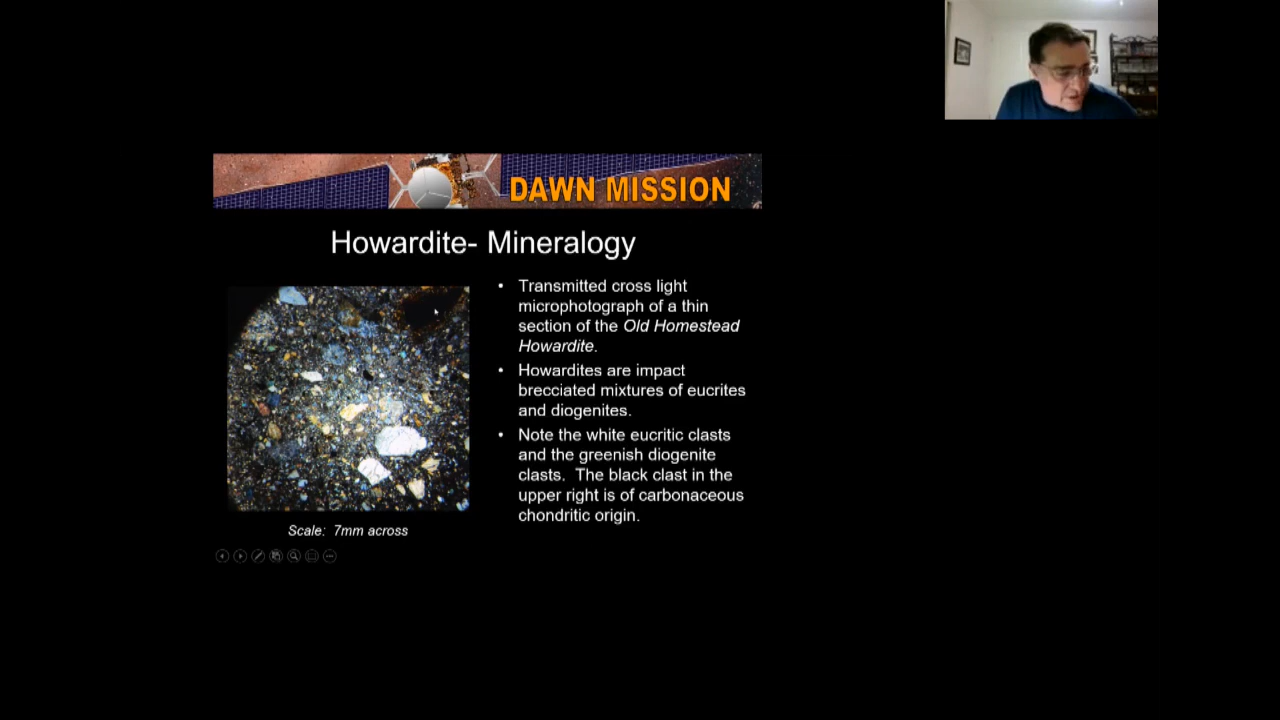 DAWN MISSION
Howardite- Mineralogy
• Transmitted cross light
microphotograph of a thin
section of the Old Homestead
Howardite.
• Howardites are impact
brecciated mixtures of eucrites
and diogenites.
• Note the white eucritic clasts
and the greenish diogenite
clasts.  The black clast in the
upper right is of carbonaceous
chondritic origin.
Scale:  7mm across